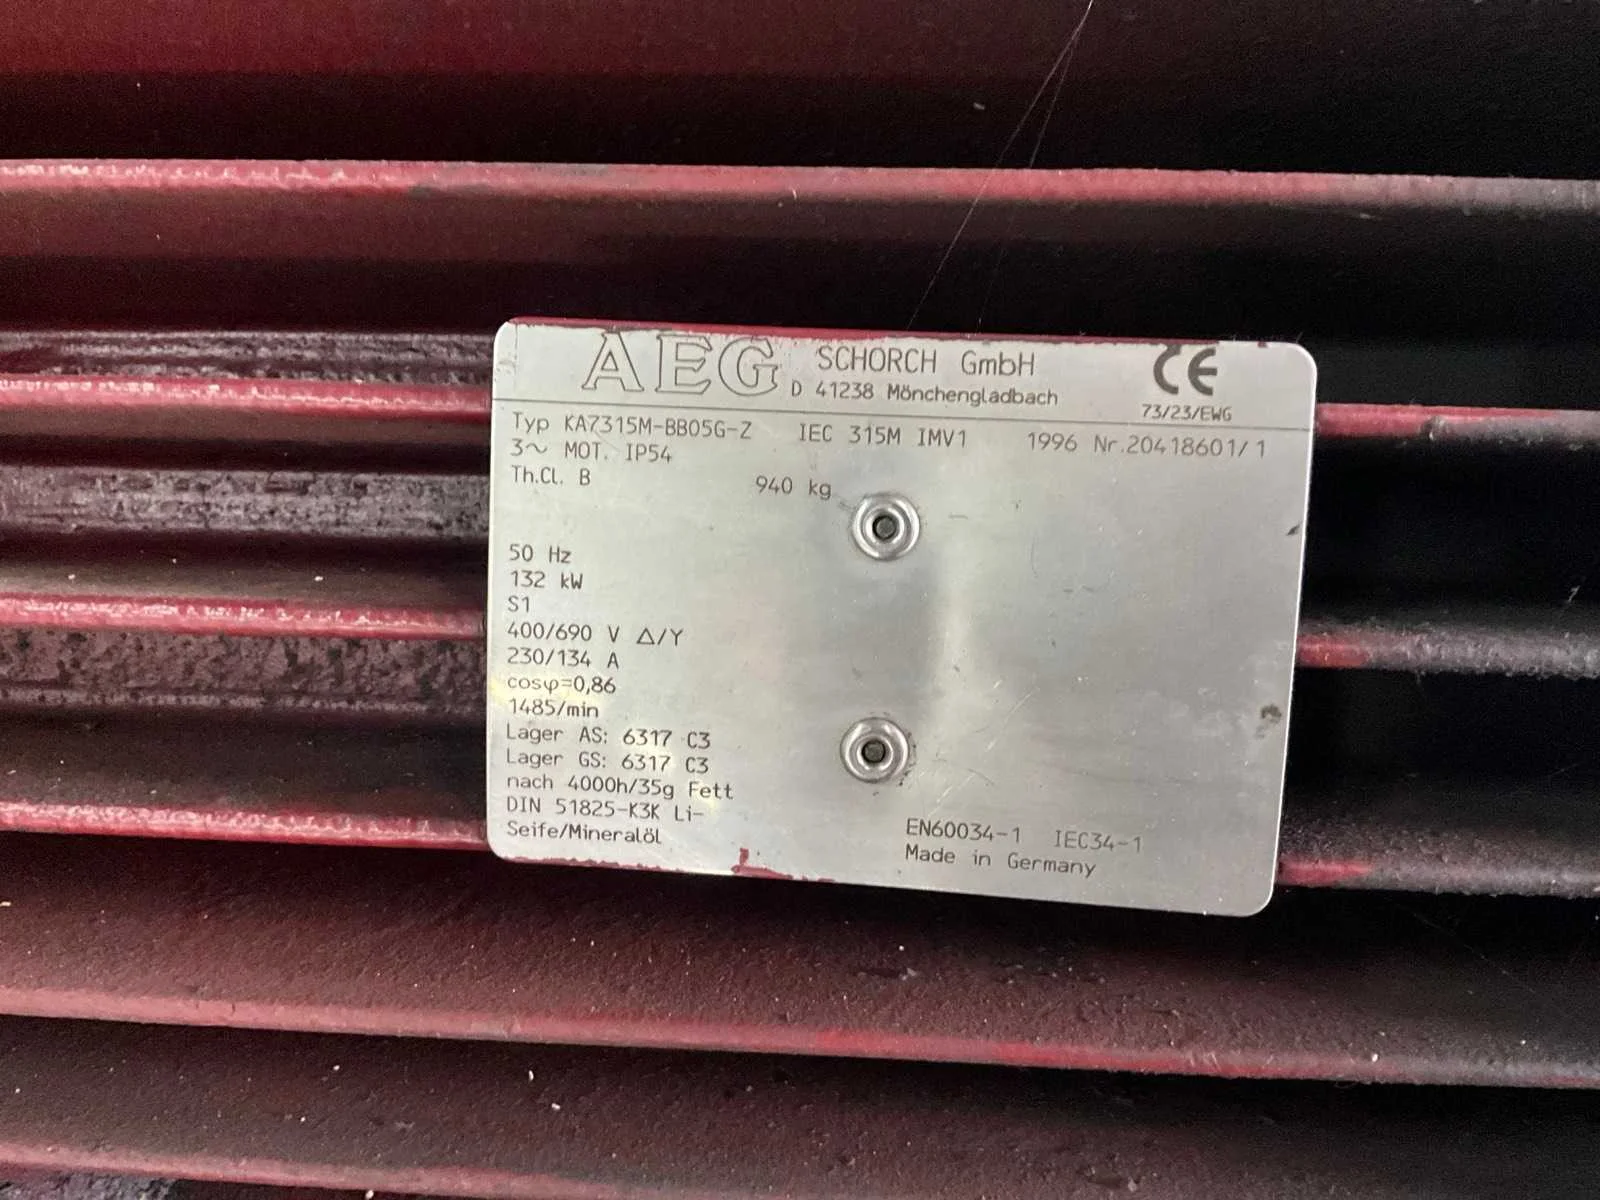 AEG SCHORCH GmbH
D 41238 Mönchengladbach
CE
73/23/EWG
Typ KA7315M-BB05G-Z IEC 315M IMV1 1996 Nr.20418601/1
3~ MOT. IP54
Th.Cl. B 940 kg
50 Hz
132 kW
S1
400/690 V Δ/Y
230/134 A
cosφ=0,86
1485/min
Lager AS: 6317 C3
Lager GS: 6317 C3
nach 4000h/35g Fett
DIN 51825-K3K Li-
Seife/Mineralöl
EN60034-1 IEC34-1
Made in Germany